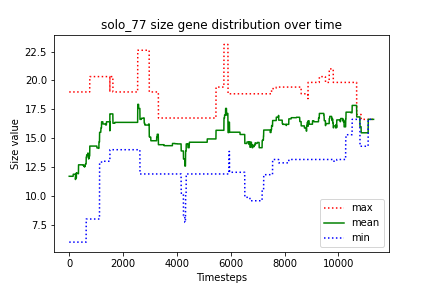 solo_77 size gene distribution over time
Size value
22.5
20.0
17.5
15.0
12.5
10.0
7.5
max
mean
min
0
2000
4000
6000
8000
10000
Timesteps